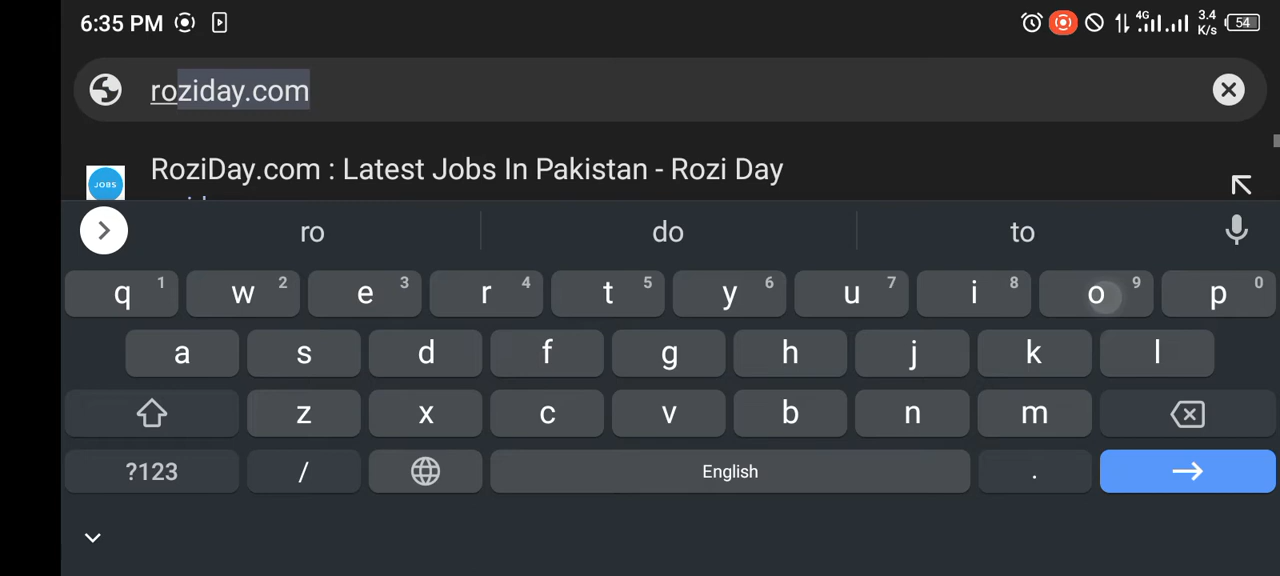 6:35 PM 4G 3.4 K/s 54
roziday.com
JOBS RoziDay.com : Latest Jobs In Pakistan - Rozi Day
ro do to
q 1 w 2 e 3 r 4 t 5 y 6 u 7 i 8 o 9 p 0
a s d f g h j k l
z x c v b n m
?123 / English .